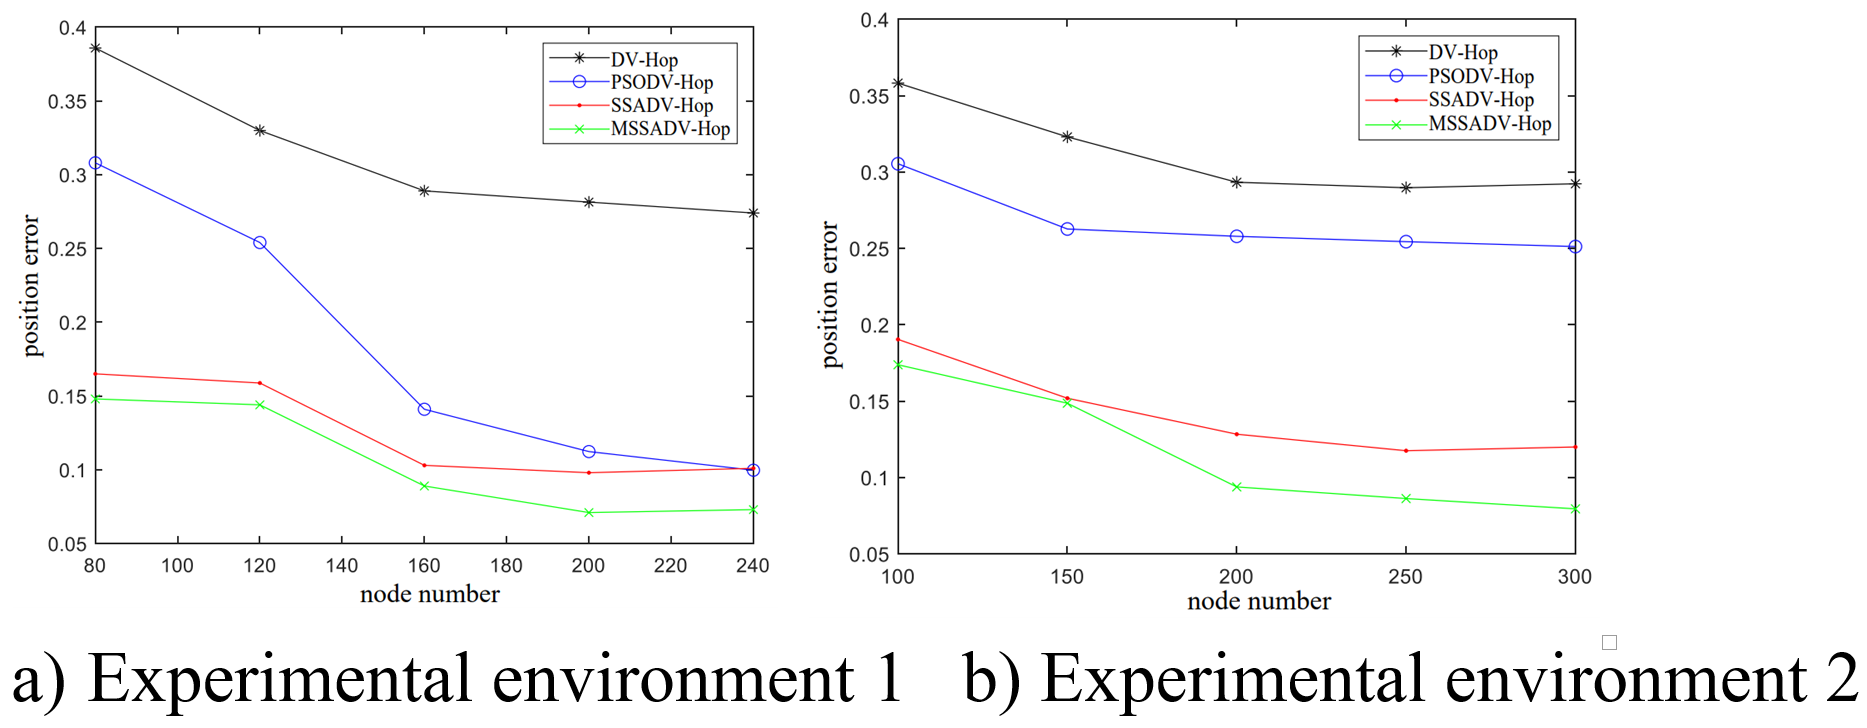 0.4
0.35
0.3
0.25
0.2
0.15
0.1
0.05
position error
80 100 120 140 160 180 200 220 240
node number
DV-Hop
PSODV-Hop
SSADV-Hop
MSSADV-Hop
0.4
0.35
0.3
0.25
0.2
0.15
0.1
0.05
position error
100 150 200 250 300
node number
DV-Hop
PSODV-Hop
SSADV-Hop
MSSADV-Hop
a) Experimental environment 1 b) Experimental environment 2